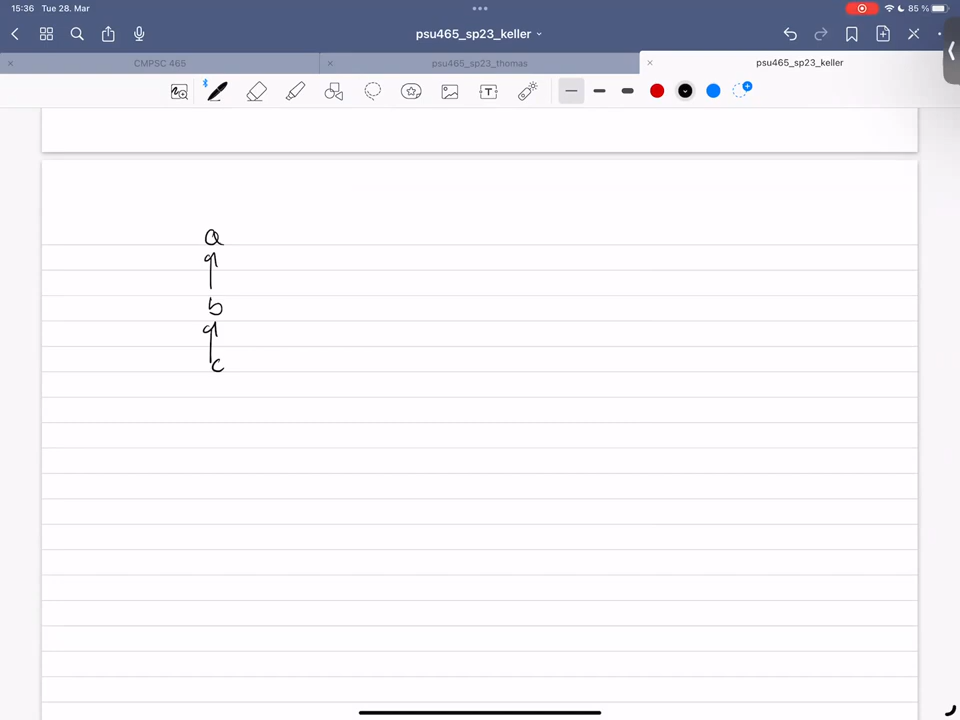 15:36 Tue 28. Mar
85 %
psu465_sp23_keller
CMPSC 465
psu465_sp23_thomas
psu465_sp23_keller
T
a
b
c